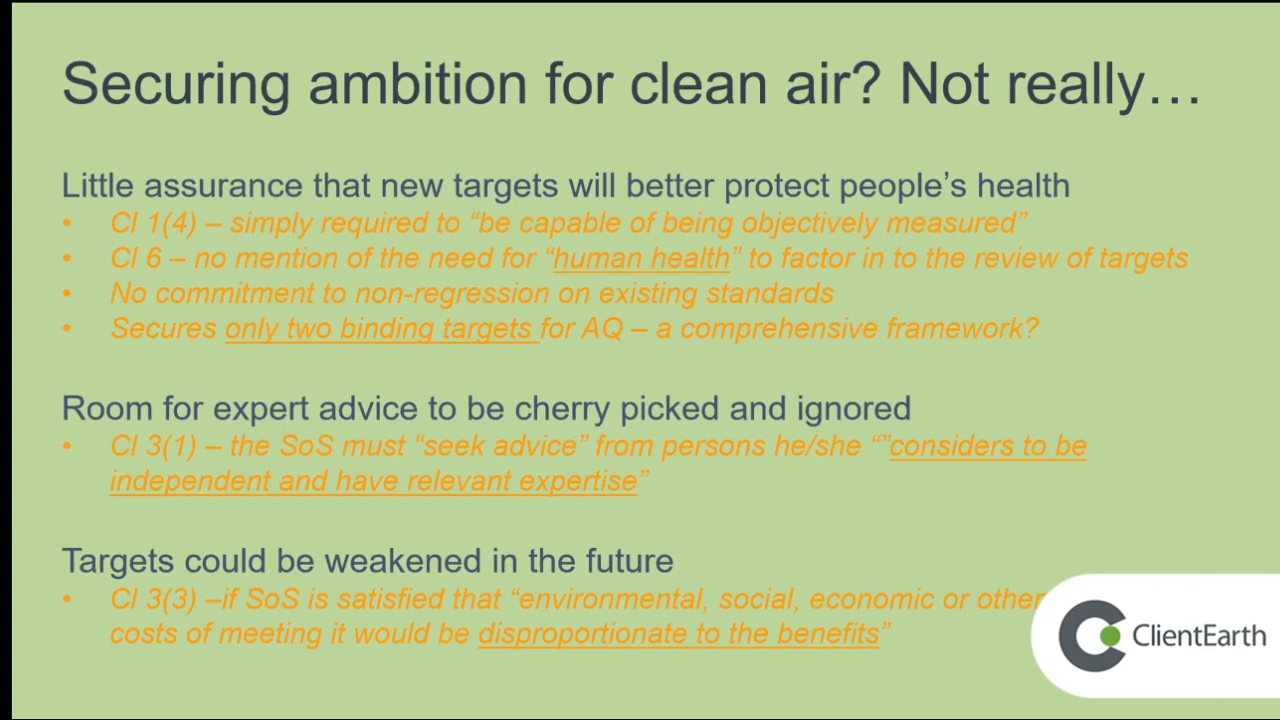 Securing ambition for clean air? Not really…
Little assurance that new targets will better protect people’s health
• Cl 1(4) – simply required to “be capable of being objectively measured”
• Cl 6 – no mention of the need for “human health” to factor in to the review of targets
• No commitment to non-regression on existing standards
• Secures only two binding targets for AQ – a comprehensive framework?
Room for expert advice to be cherry picked and ignored
• Cl 3(1) – the SoS must “seek advice” from persons he/she “”considers to be
independent and have relevant expertise”
Targets could be weakened in the future
• Cl 3(3) –if SoS is satisfied that “environmental, social, economic or other
costs of meeting it would be disproportionate to the benefits”
ClientEarth